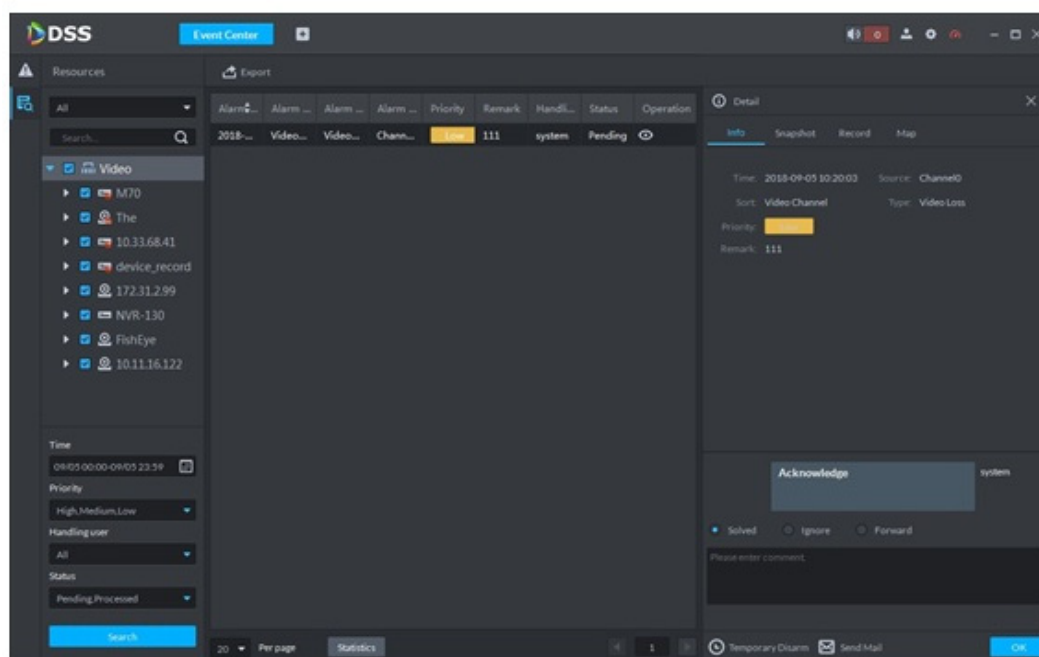 DSS
Event Center
0
Resources
Export
All
Search...
Video
M70
The
10.33.68.41
device_record
172.31.2.99
NVR-130
FishEye
10.11.16.122
Time
09/05 00:00-09/05 23:59
Priority
High,Medium,Low
Handling user
All
Status
Pending,Processed
Search
Alarm... Alarm ... Alarm ... Alarm ... Priority Remark Handli... Status Operation
2018-... Video... Video... Chann... Low 111 system Pending
20 Per page Statistics 1
Detail
Info Snapshot Record Map
Time: 2018-09-05 10:20:03 Source: Channel0
Sort: Video Channel Type: Video Loss
Priority: Low
Remark: 111
Acknowledge system
Solved Ignore Forward
Please enter comment.
Temporary Disarm Send Mail OK